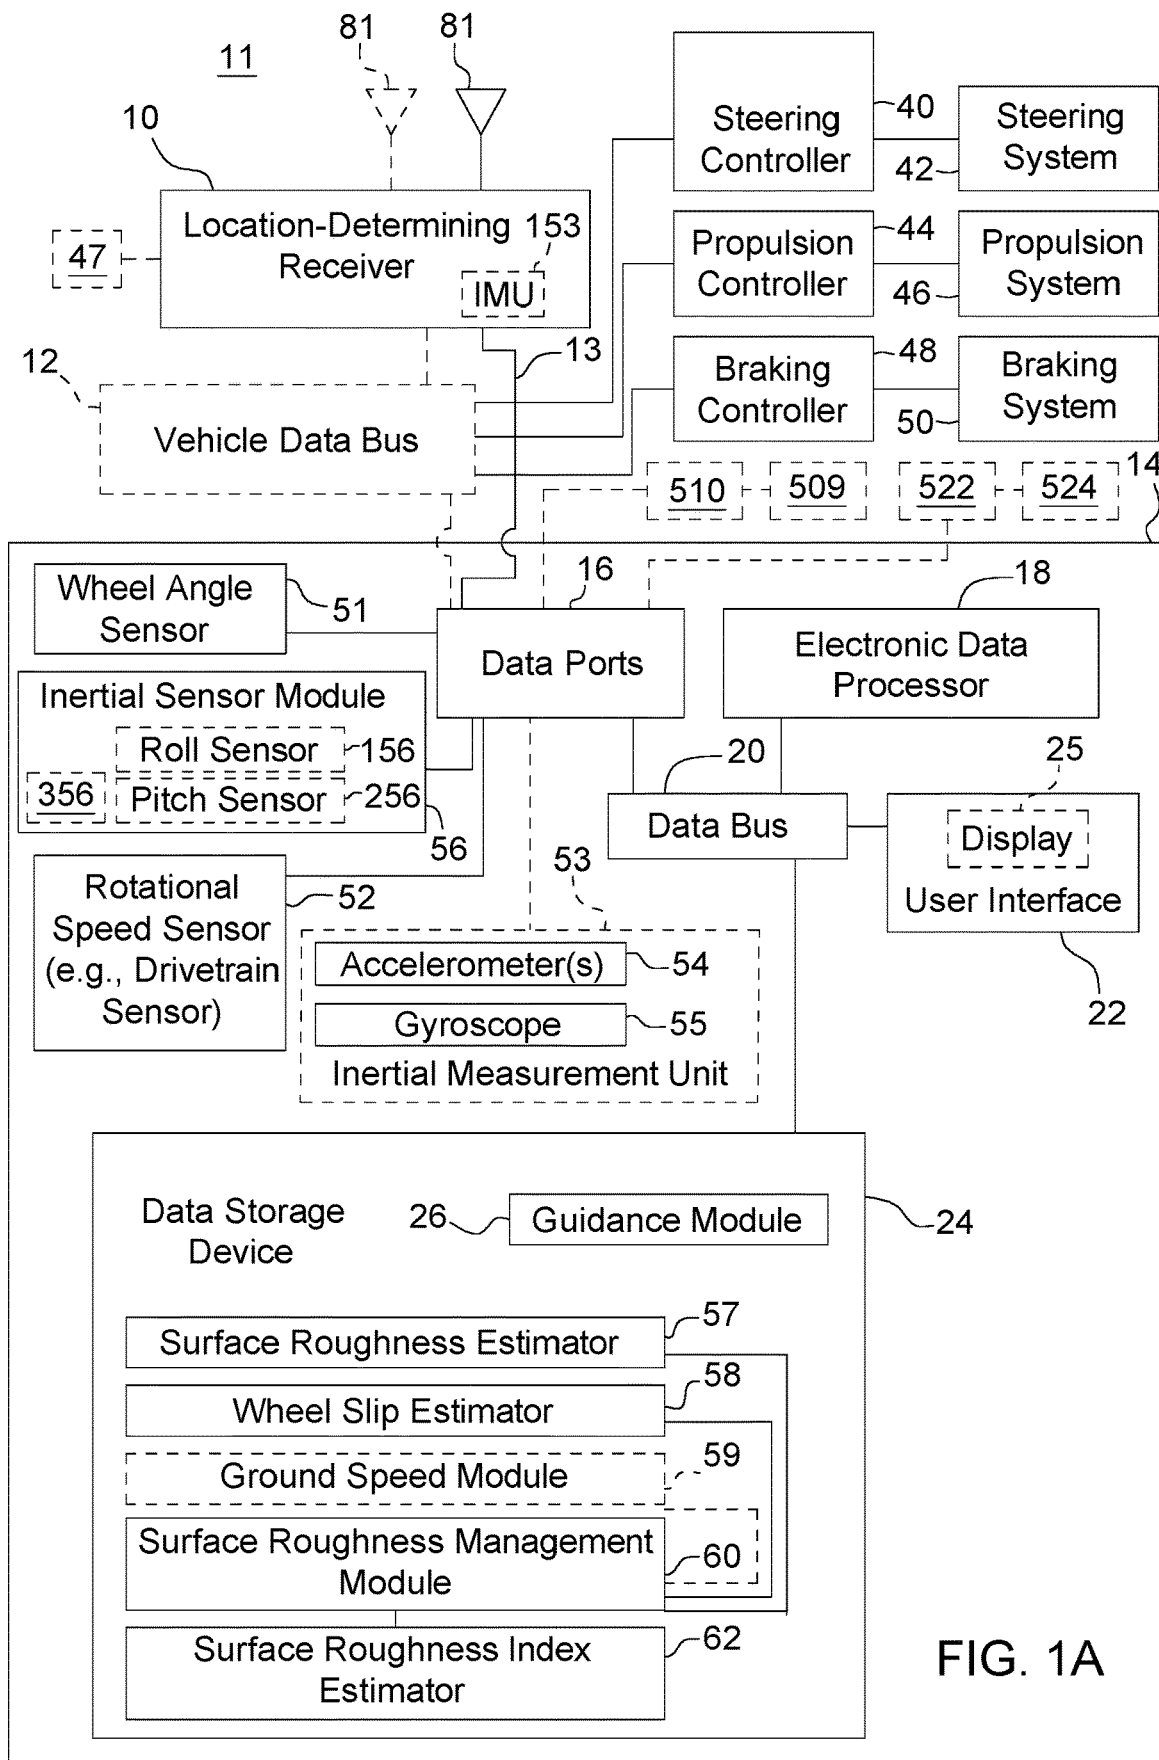 11
81
81
10
Location-Determining
Receiver
153
IMU
47
12
13
Vehicle Data Bus
Steering
Controller
40
Steering
System
42
Propulsion
Controller
44
Propulsion
System
46
Braking
Controller
48
Braking
System
50
510
509
522
524
14
Wheel Angle
Sensor
51
16
Data Ports
18
Electronic Data
Processor
Inertial Sensor Module
Roll Sensor
156
356
Pitch Sensor
256
56
20
Data Bus
25
Display
User Interface
22
Rotational
Speed Sensor
(e.g., Drivetrain
Sensor)
52
53
Accelerometer(s)
54
Gyroscope
55
Inertial Measurement Unit
Data Storage
Device
26
Guidance Module
24
Surface Roughness Estimator
57
Wheel Slip Estimator
58
Ground Speed Module
59
Surface Roughness Management
Module
60
Surface Roughness Index
Estimator
62
FIG. 1A